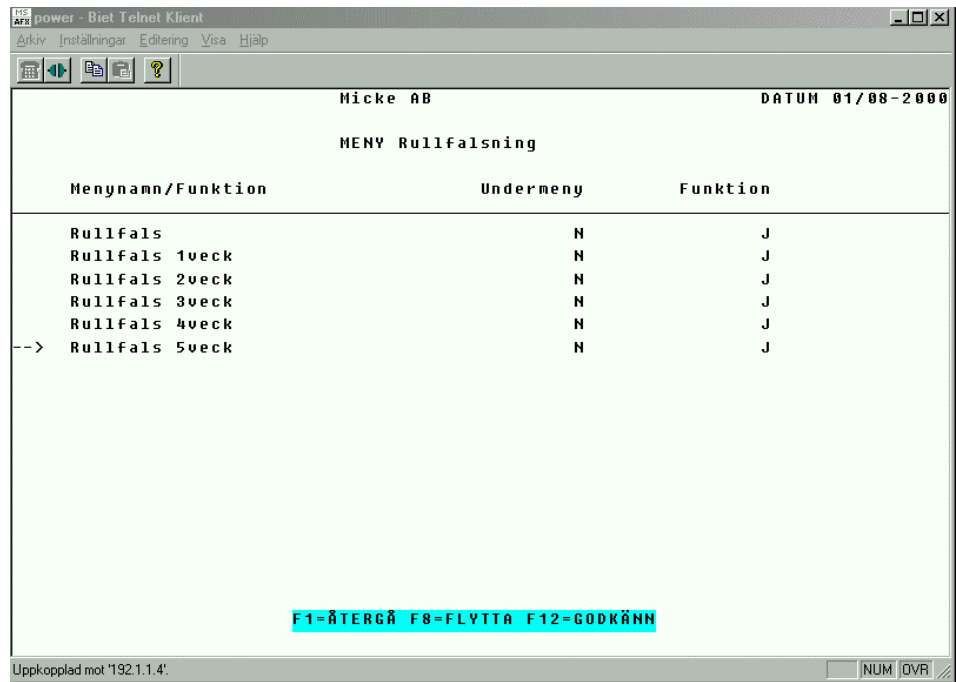 MS AFX power - Biet Telnet Klient
Arkiv Inställningar Editering Visa Hjälp
Micke AB DATUM 01/08-2000
MENY Rullfalsning
Menynamn/Funktion Undermeny Funktion
Rullfals N J
Rullfals 1veck N J
Rullfals 2veck N J
Rullfals 3veck N J
Rullfals 4veck N J
--> Rullfals 5veck N J
F1=ÅTERGÅ F8=FLYTTA F12=GODKÄNN
Uppkopplad mot '192.1.1.4'. NUM OVR